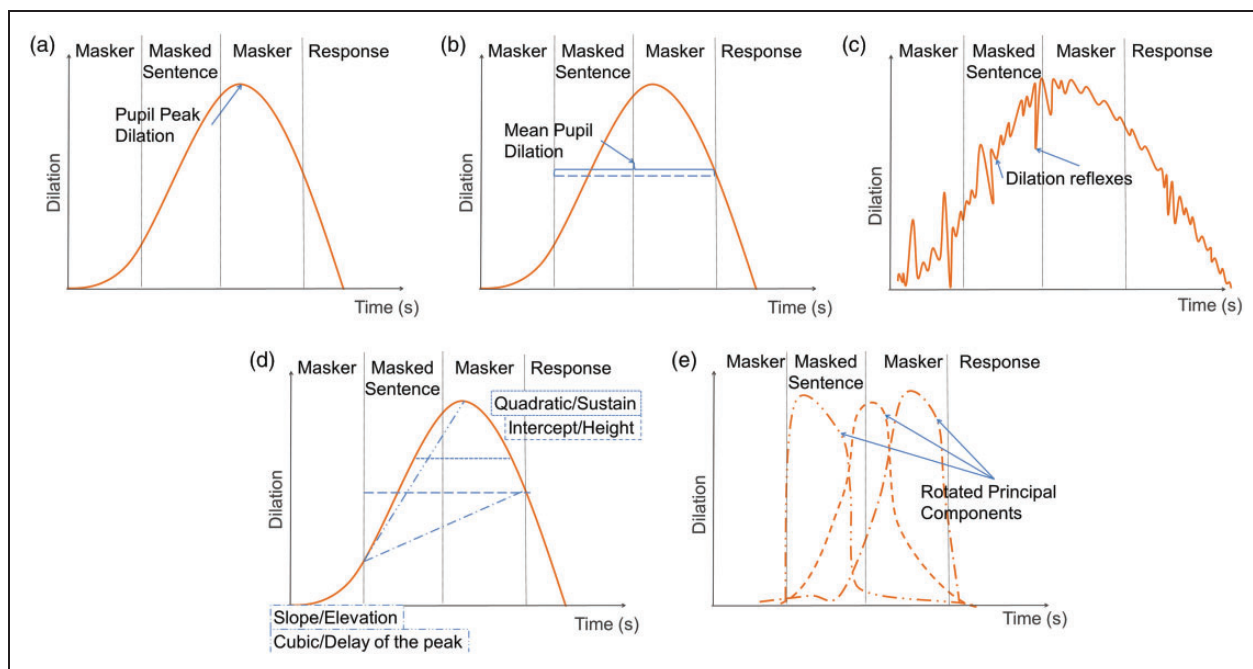 (a)
Masker Masked Masker Response
Sentence
Pupil Peak
Dilation
Dilation
Time (s)
(b)
Masker Masked Masker Response
Sentence
Mean Pupil
Dilation
Dilation
Time (s)
(c)
Masker Masked Masker Response
Sentence
Dilation reflexes
Dilation
Time (s)
(d)
Masker Masked Masker Response
Sentence
Quadratic/Sustain
Intercept/Height
Dilation
Time (s)
Slope/Elevation
Cubic/Delay of the peak
(e)
Masker Masked Masker Response
Sentence
Rotated Principal
Components
Dilation
Time (s)